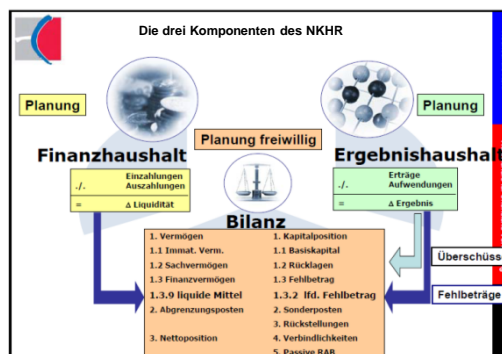 Die drei Komponenten des NKHR
Planung
Planung
Planung freiwillig
Finanzhaushalt
Ergebnishaushalt
Einzahlungen
./. Auszahlungen
= Δ Liquidität
Erträge
./. Aufwendungen
= Δ Ergebnis
Bilanz
1. Vermögen
1.1 Immat. Verm.
1.2 Sachvermögen
1.3 Finanzvermögen
1.3.9 liquide Mittel
2. Abgrenzungsposten
3. Nettoposition
1. Kapitalposition
1.1 Basiskapital
1.2 Rücklagen
1.3 Fehlbetrag
1.3.2 lfd. Fehlbetrag
2. Sonderposten
3. Rückstellungen
4. Verbindlichkeiten
5. Passive RAB
Überschüsse
Fehlbeträge